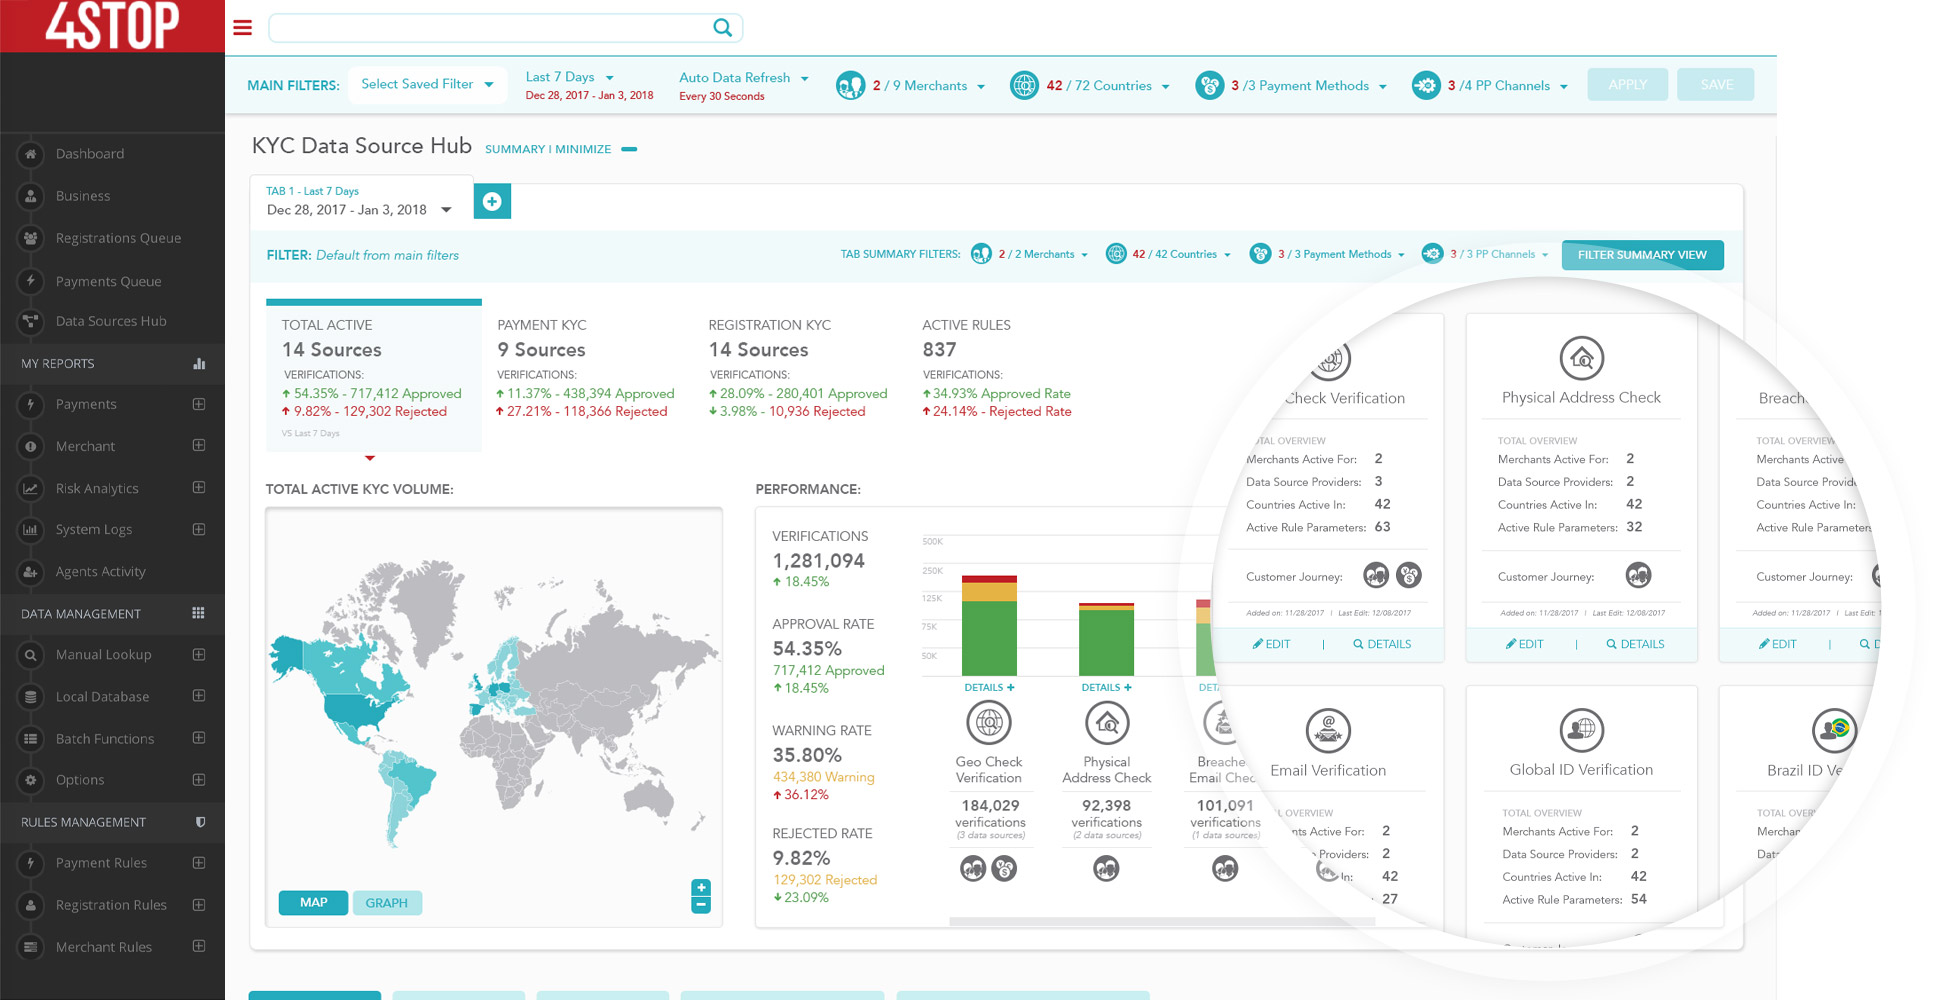 4STOP
MAIN FILTERS:
Select Saved Filter
Last 7 Days
Dec 28, 2017 - Jan 3, 2018
Auto Data Refresh
Every 30 Seconds
2 / 9 Merchants
42 / 72 Countries
3 /3 Payment Methods
3 /4 PP Channels
APPLY
SAVE
Dashboard
Business
Registrations Queue
Payments Queue
Data Sources Hub
MY REPORTS
Payments
Merchant
Risk Analytics
System Logs
Agents Activity
DATA MANAGEMENT
Manual Lookup
Local Database
Batch Functions
Options
RULES MANAGEMENT
Payment Rules
Registration Rules
Merchant Rules
KYC Data Source Hub
SUMMARY I MINIMIZE
TAB 1 - Last 7 Days
Dec 28, 2017 - Jan 3, 2018
FILTER: Default from main filters
TAB SUMMARY FILTERS:
2 / 2 Merchants
42 / 42 Countries
3 / 3 Payment Methods
3 / 3 PP Channels
FILTER SUMMARY VIEW
TOTAL ACTIVE
14 Sources
VERIFICATIONS:
54.35% - 717,412 Approved
9.82% - 129,302 Rejected
VS Last 7 Days
PAYMENT KYC
9 Sources
VERIFICATIONS:
11.37% - 438,394 Approved
27.21% - 118,366 Rejected
REGISTRATION KYC
14 Sources
VERIFICATIONS:
28.09% - 280,401 Approved
3.98% - 10,936 Rejected
ACTIVE RULES
837
VERIFICATIONS:
34.93% Approved Rate
24.14% - Rejected Rate
TOTAL ACTIVE KYC VOLUME:
MAP
GRAPH
PERFORMANCE:
VERIFICATIONS
1,281,094
18.45%
APPROVAL RATE
54.35%
717,412 Approved
18.45%
WARNING RATE
35.80%
434,380 Warning
36.12%
REJECTED RATE
9.82%
129,302 Rejected
23.09%
500K
250K
125K
75K
50K
DETAILS +
Geo Check
Verification
184,029
verifications
(3 data sources)
DETAILS +
Physical
Address Check
92,398
verifications
(2 data sources)
DETA
Breache
Email Chec
101,091
verifications
(1 data sources)
Check Verification
TOTAL OVERVIEW
Merchants Active For: 2
Data Source Providers: 3
Countries Active In: 42
Active Rule Parameters: 63
Customer Journey:
Added on: 11/28/2017 I Last Edit: 12/08/2017
EDIT | DETAILS
Physical Address Check
TOTAL OVERVIEW
Merchants Active For: 2
Data Source Providers: 2
Countries Active In: 42
Active Rule Parameters: 32
Customer Journey:
Added on: 11/28/2017 I Last Edit: 12/08/2017
EDIT | DETAILS
Breach
TOTAL OVERVIEW
Merchants Active
Data Source Provid
Countries Active In:
Active Rule Parameters
Customer Journey:
Added on: 11/28/2017 I Last Edit: 1
EDIT | D
Email Verification
TOTAL OVERVIEW
nts Active For: 2
Providers: 2
In: 42
27
Global ID Verification
TOTAL OVERVIEW
Merchants Active For: 2
Data Source Providers: 2
Countries Active In: 42
Active Rule Parameters: 54
Brazil ID Ve
TOTAL OVERVIEW
Merchan
Data